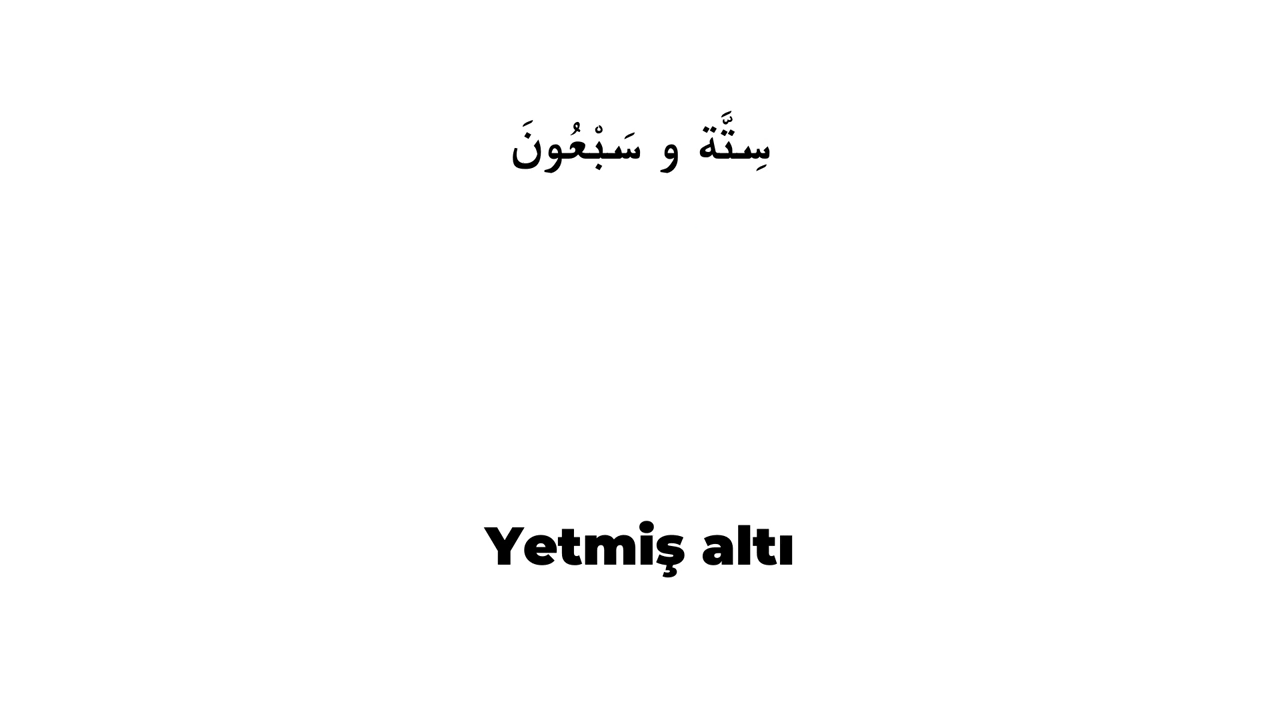 سِتَّة و سَبْعُونَ
Yetmiş altı